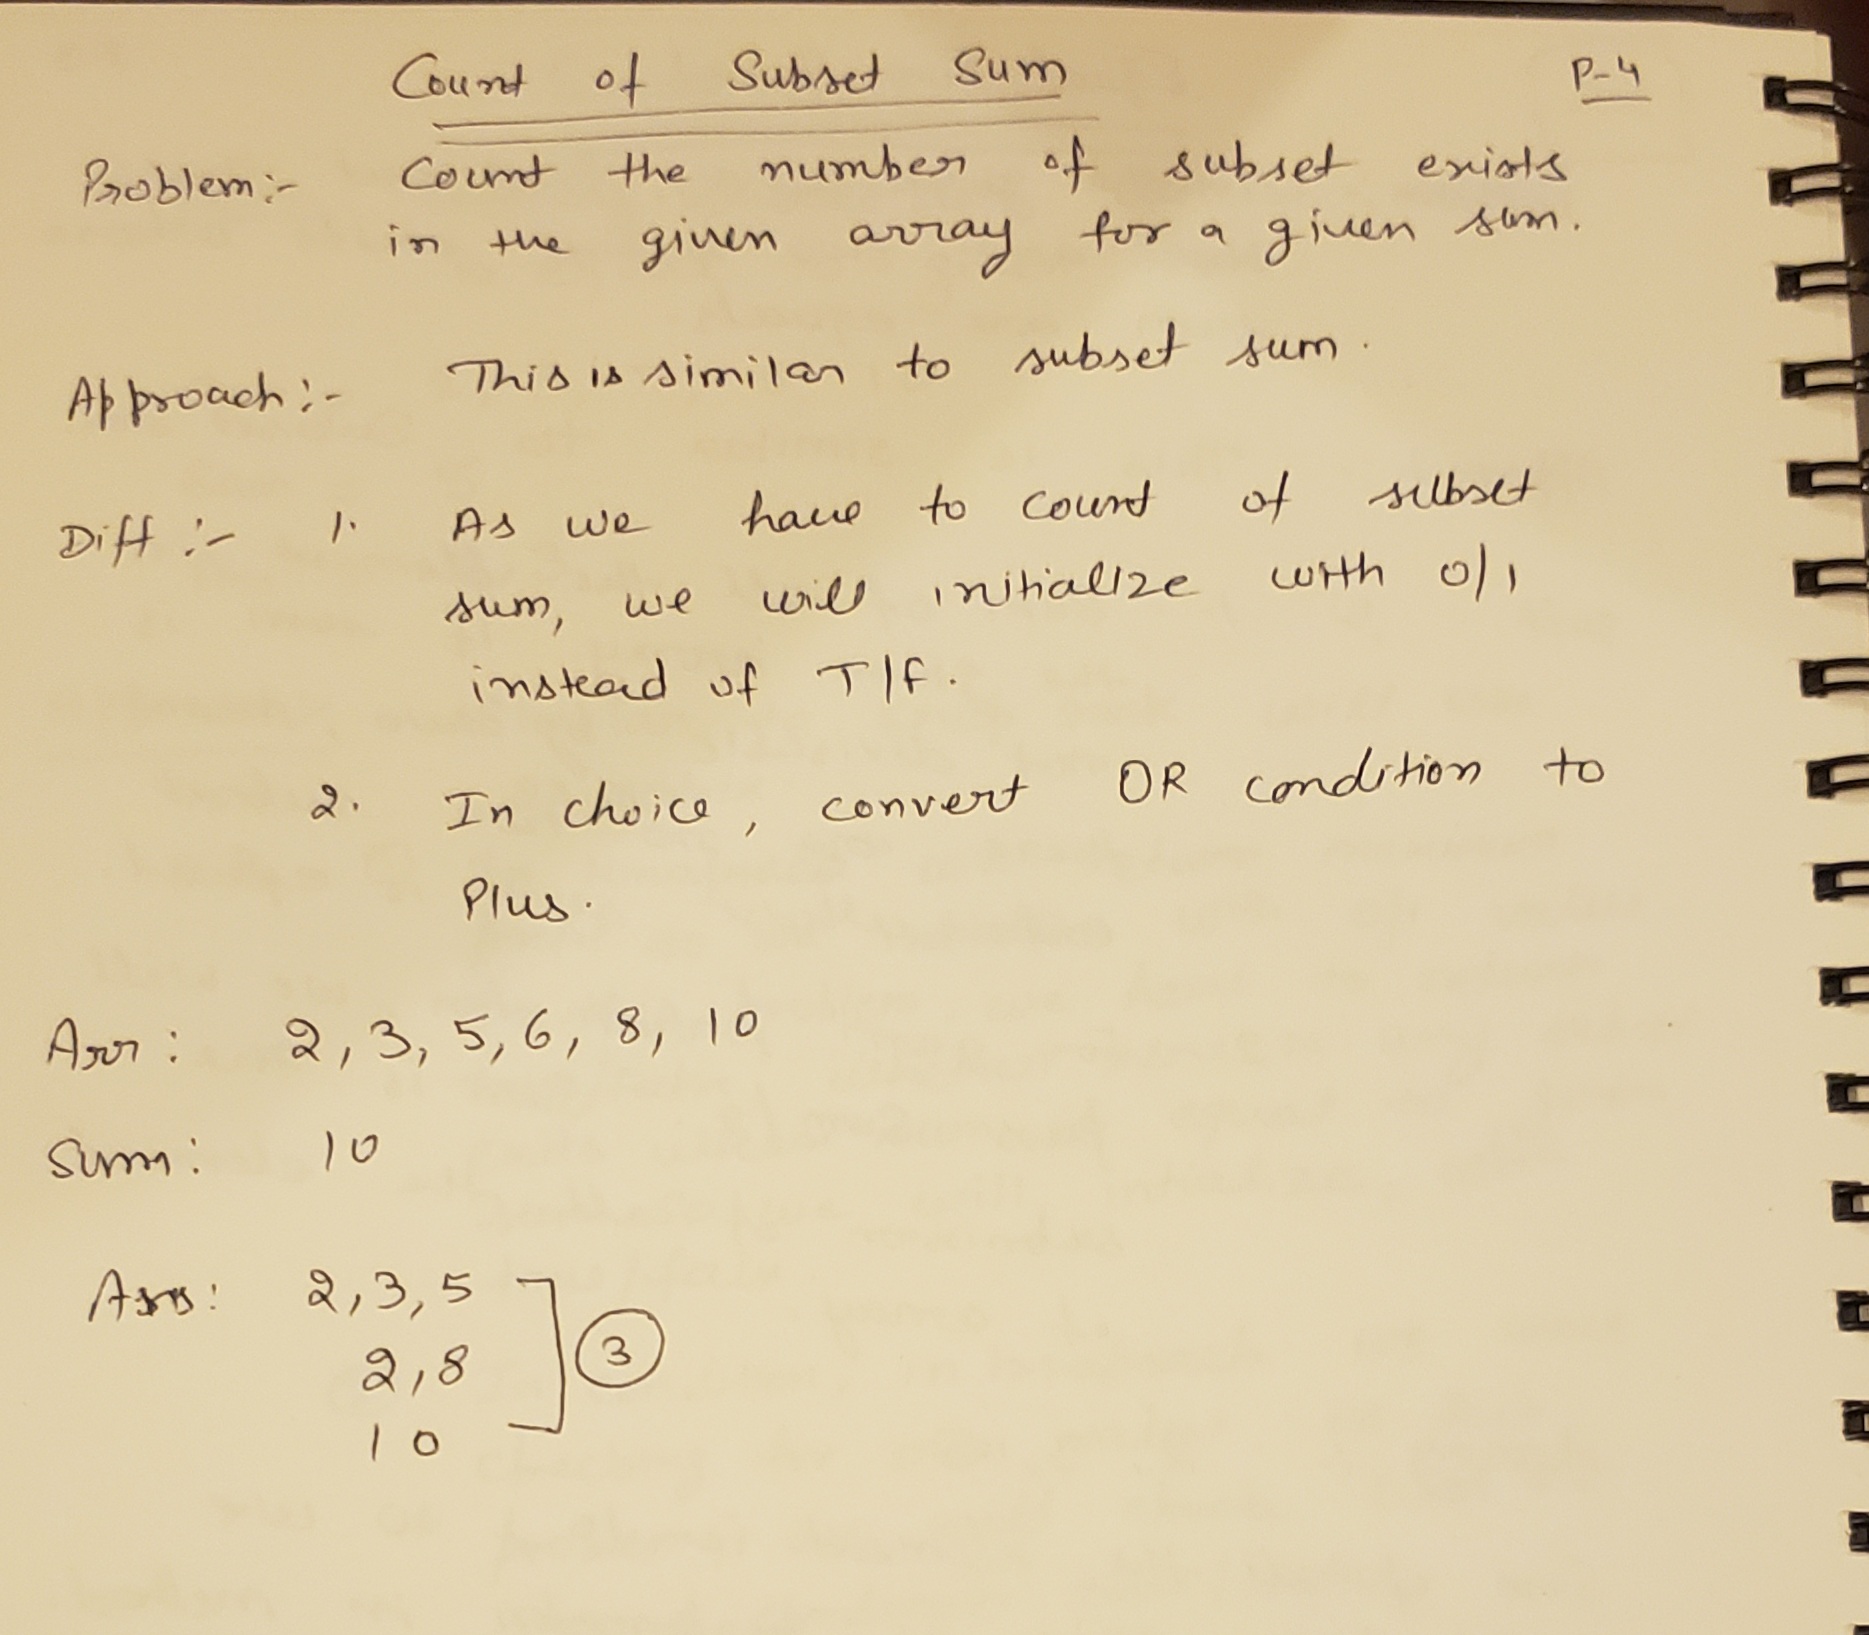 Count of Subset Sum P-4
Problem:- Count the number of subset exists
in the given array for a given sum.
Approach:- This is similar to subset sum.
Diff:- 1. As we have to count of subset
sum, we will initialize with 0/1
instead of T/F.
2. In choice, convert OR condition to
Plus.
Arr: 2, 3, 5, 6, 8, 10
Sum: 10
Ans: 2, 3, 5
2, 8 3
10